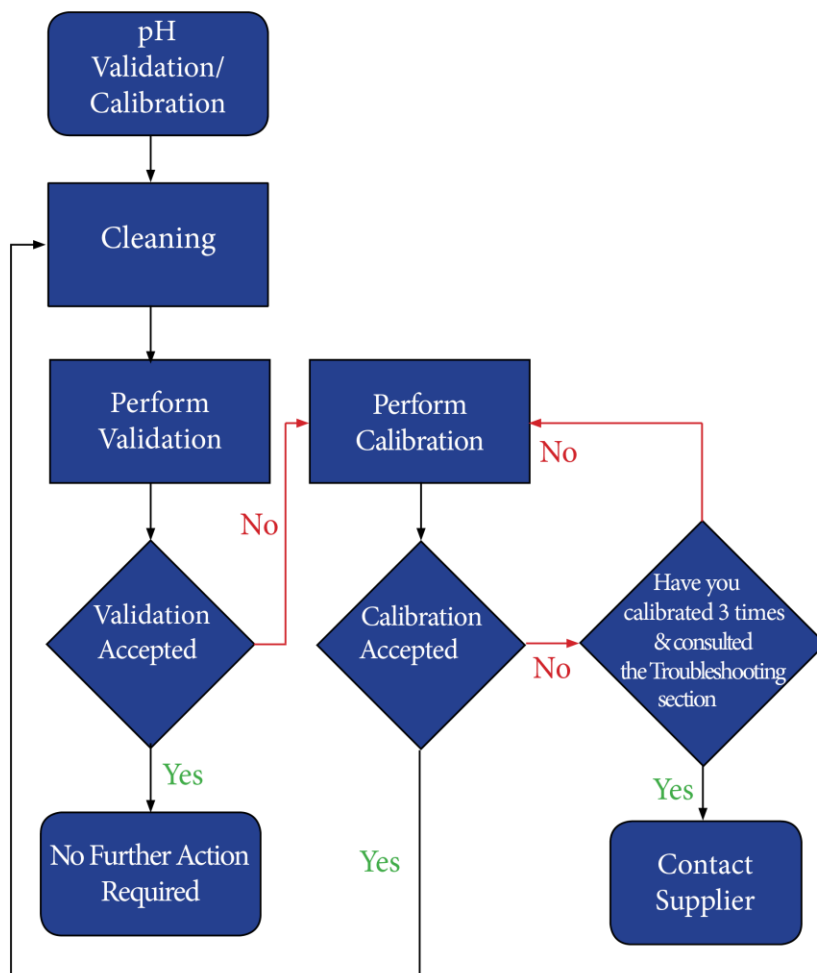 pH
Validation/
Calibration
Cleaning
Perform
Validation
Perform
Calibration
No
No
Validation
Accepted
Calibration
Accepted
No
Have you
calibrated 3 times
& consulted
the Troubleshooting
section
Yes
Yes
Yes
No Further Action
Required
Contact
Supplier